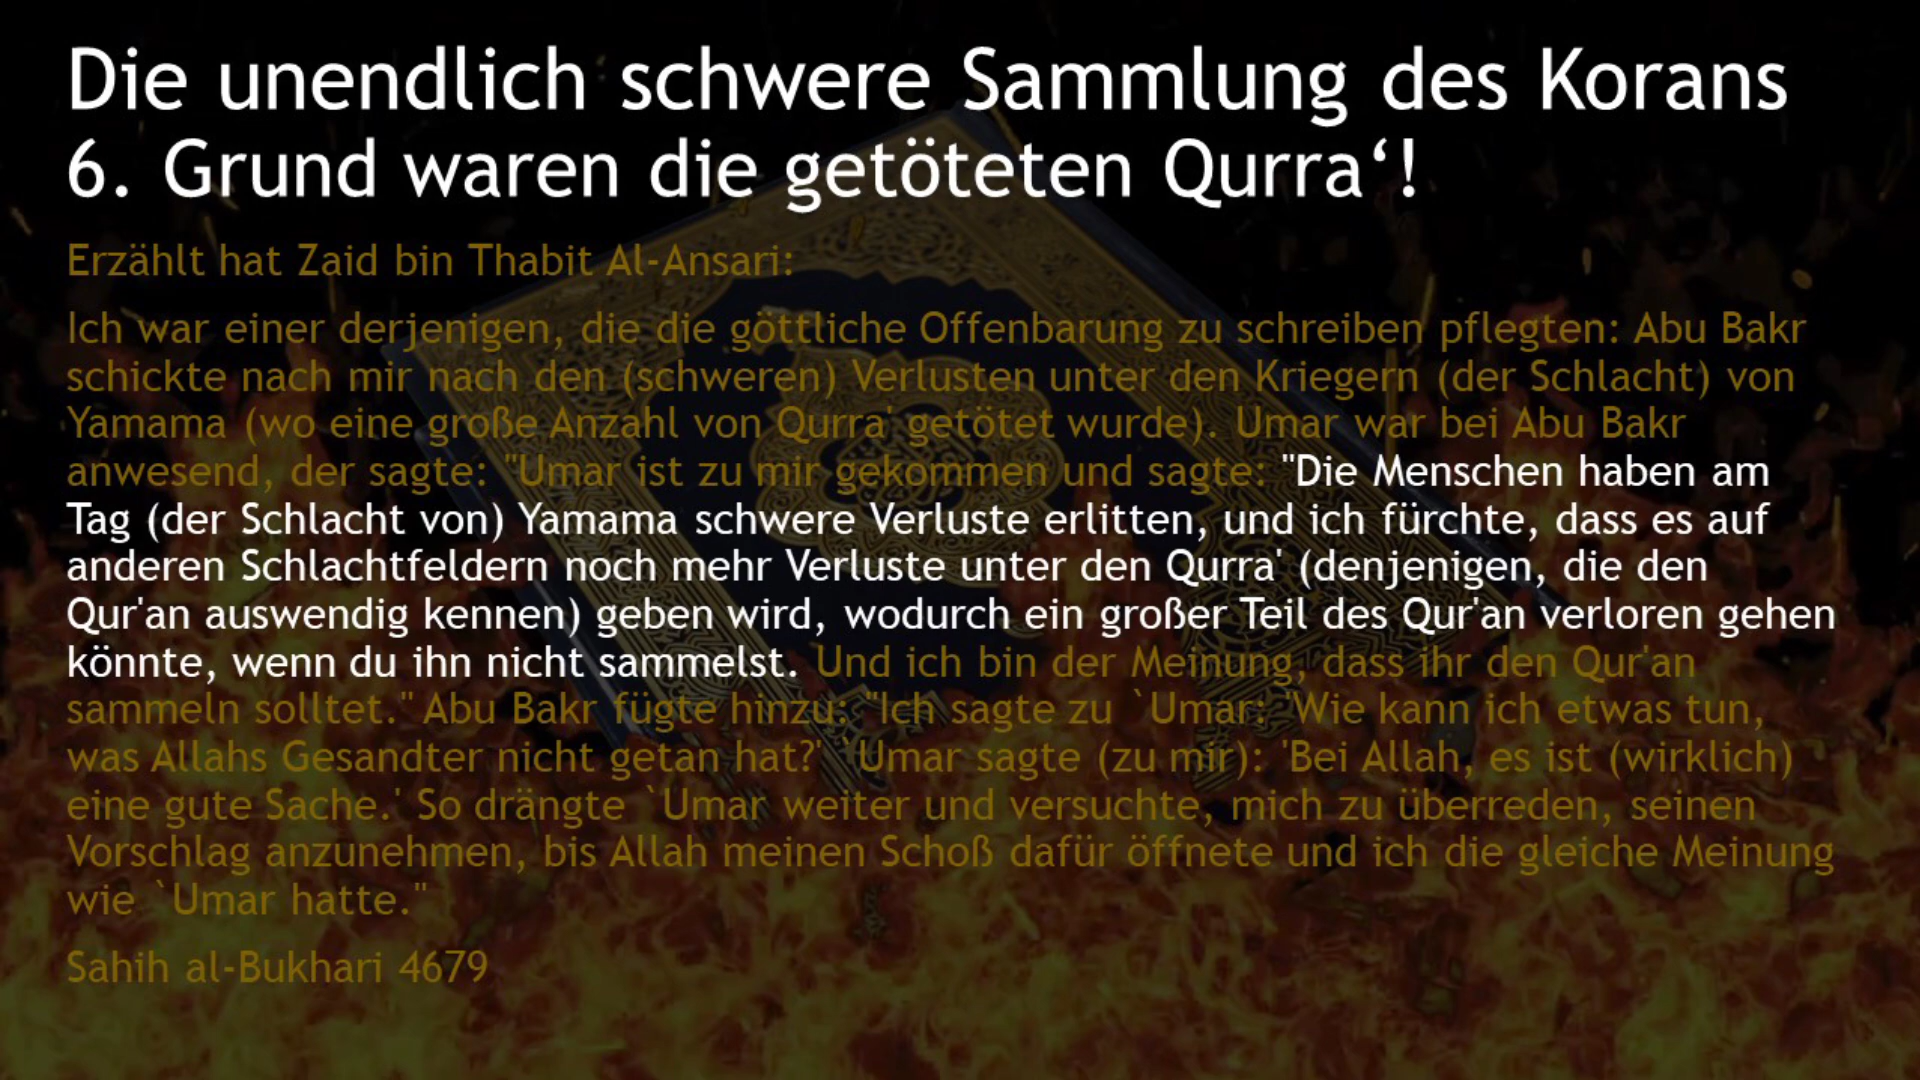 Die unendlich schwere Sammlung des Korans
6. Grund waren die getöteten Qurra‘!
Erzählt hat Zaid bin Thabit Al-Ansari:
Ich war einer derjenigen, die die göttliche Offenbarung zu schreiben pflegten: Abu Bakr
schickte nach mir nach den (schweren) Verlusten unter den Kriegern (der Schlacht) von
Yamama (wo eine große Anzahl von Qurra' getötet wurde). Umar war bei Abu Bakr
anwesend, der sagte: "Umar ist zu mir gekommen und sagte: "Die Menschen haben am
Tag (der Schlacht von) Yamama schwere Verluste erlitten, und ich fürchte, dass es auf
anderen Schlachtfeldern noch mehr Verluste unter den Qurra' (denjenigen, die den
Qur'an auswendig kennen) geben wird, wodurch ein großer Teil des Qur'an verloren gehen
könnte, wenn du ihn nicht sammelst. Und ich bin der Meinung, dass ihr den Qur'an
sammeln solltet." Abu Bakr fügte hinzu: "Ich sagte zu `Umar: 'Wie kann ich etwas tun,
was Allahs Gesandter nicht getan hat?' `Umar sagte (zu mir): 'Bei Allah, es ist (wirklich)
eine gute Sache.' So drängte `Umar weiter und versuchte, mich zu überreden, seinen
Vorschlag anzunehmen, bis Allah meinen Schoß dafür öffnete und ich die gleiche Meinung
wie `Umar hatte."
Sahih al-Bukhari 4679